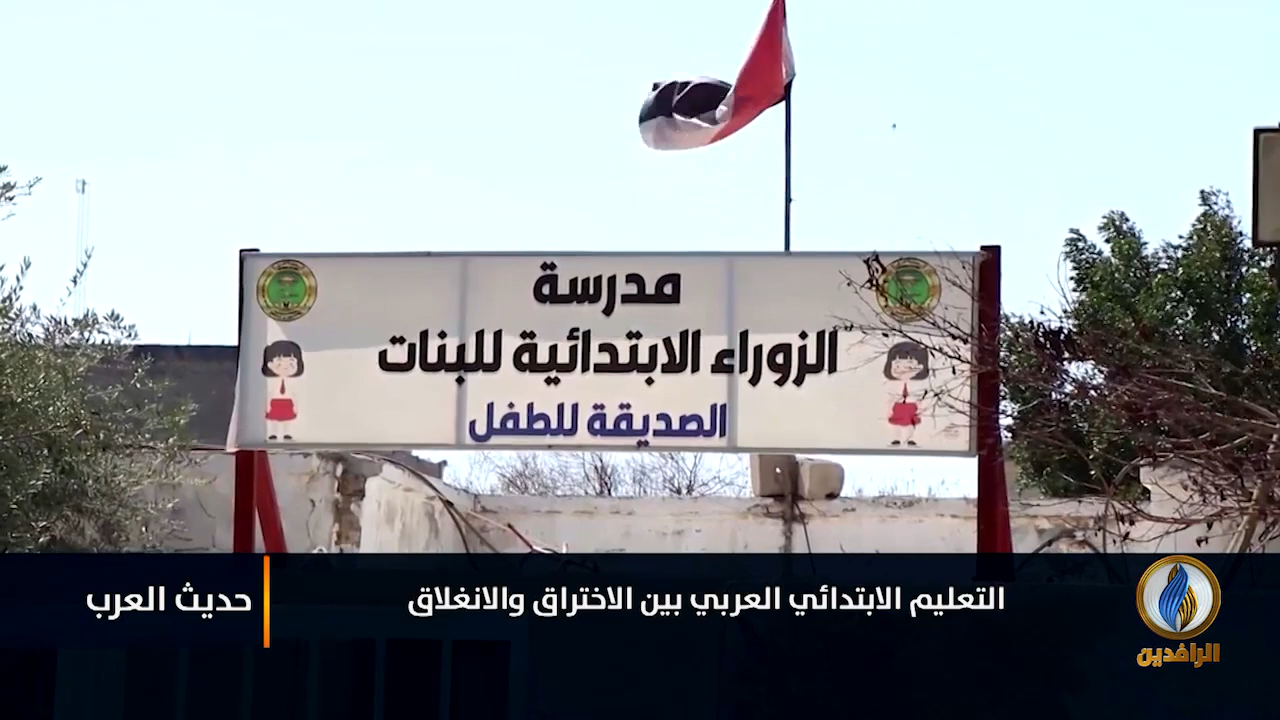 مدرسة
الزوراء الابتدائية للبنات
الصديقة للطفل
التعليم الابتدائي العربي بين الاختراق والانغلاق
حديث العرب
الرافدين